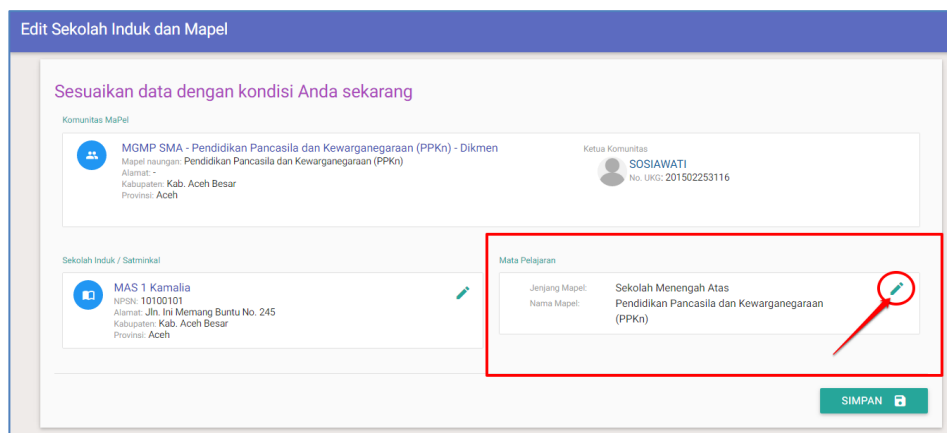 Edit Sekolah Induk dan Mapel
Sesuaikan data dengan kondisi Anda sekarang
Komunitas MaPel
MGMP SMA - Pendidikan Pancasila dan Kewarganegaraan (PPKn) - Dikmen
Mapel naungan: Pendidikan Pancasila dan Kewarganegaraan (PPKn)
Alamat: -
Kabupaten: Kab. Aceh Besar
Provinsi: Aceh
Ketua Komunitas
SOSIAWATI
No. UKG: 201502253116
Sekolah Induk / Satminkal
MAS 1 Kamalia
NPSN: 10100101
Alamat: Jln. Ini Memang Buntu No. 245
Kabupaten: Kab. Aceh Besar
Provinsi: Aceh
Mata Pelajaran
Jenjang Mapel: Sekolah Menengah Atas
Nama Mapel: Pendidikan Pancasila dan Kewarganegaraan
(PPKn)
SIMPAN